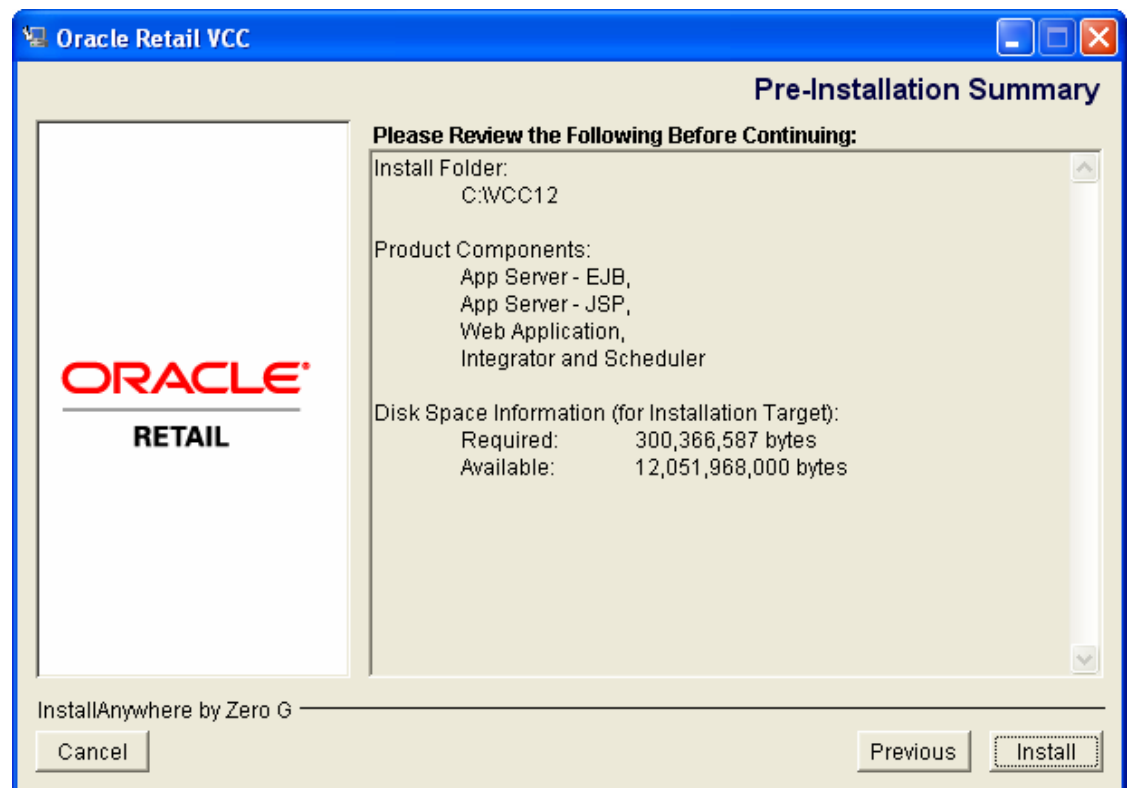 Oracle Retail VCC
Pre-Installation Summary
Please Review the Following Before Continuing:
Install Folder:
C:\VCC12
Product Components:
App Server - EJB,
App Server - JSP,
Web Application,
Integrator and Scheduler
Disk Space Information (for Installation Target):
Required: 300,366,587 bytes
Available: 12,051,968,000 bytes
ORACLE®
RETAIL
InstallAnywhere by Zero G
Cancel Previous Install